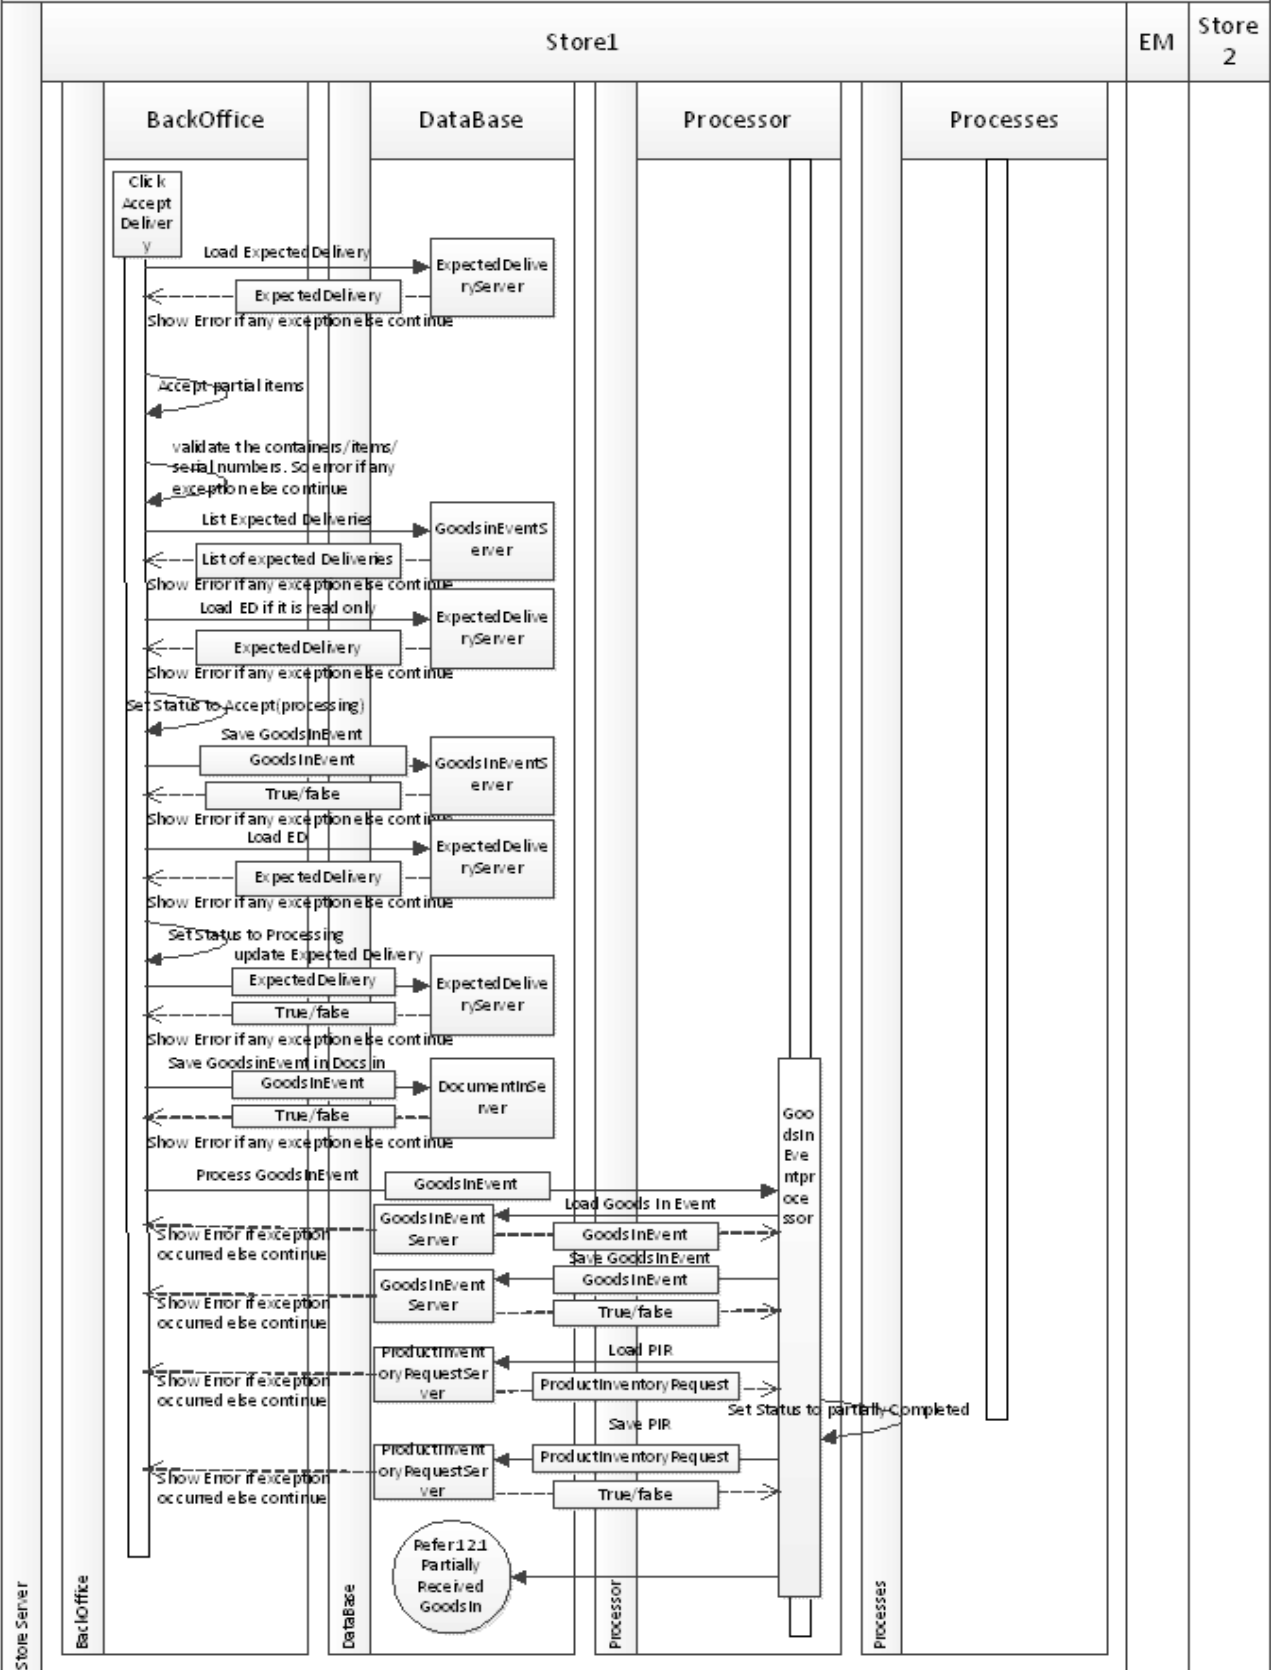 Store1
EM
Store
2
BackOffice
DataBase
Processor
Processes
Click
Accept
Deliver
y
Load ExpectedDelivery
ExpectedDelive
ryServer
ExpectedDelivery
Show Error if any exception else continue
Accept partial items
validate the containers/items/
serial numbers. So error if any
exception else continue
List Expected Deliveries
GoodsinEventS
erver
List of expected Deliveries
Show Error if any exception else continue
Load ED if it is read only
ExpectedDelive
ryServer
ExpectedDelivery
Show Error if any exception else continue
Set Status to Accept(processing)
Save GoodsInEvent
GoodsInEvent
GoodsInEventS
erver
True/false
Show Error if any exception else continue
Load ED
ExpectedDelive
ryServer
ExpectedDelivery
Show Error if any exception else continue
Set Status to Processing
update Expected Delivery
ExpectedDelivery
ExpectedDelive
ryServer
True/false
Show Error if any exception else continue
Save GoodsinEvent in Docs in
GoodsInEvent
DocumentInSe
rver
True/false
Show Error if any exception else continue
Goo
dsIn
Eve
ntpr
oce
ssor
Process GoodsInEvent
GoodsInEvent
Load Goods In Event
GoodsInEvent
Server
GoodsInEvent
Show Error if exception
occurred else continue
Save GoodsInEvent
GoodsInEvent
GoodsInEvent
Server
True/false
Show Error if exception
occurred else continue
Load PIR
ProductInvent
oryRequestSer
ver
ProductInventoryRequest
Show Error if exception
occurred else continue
Set Status to partially Completed
Save PIR
ProductInvent
oryRequestSer
ver
ProductInventoryRequest
True/false
Show Error if exception
occurred else continue
Refer12.1
Partially
Received
GoodsIn
Store Server
BackOffice
DataBase
Processor
Processes